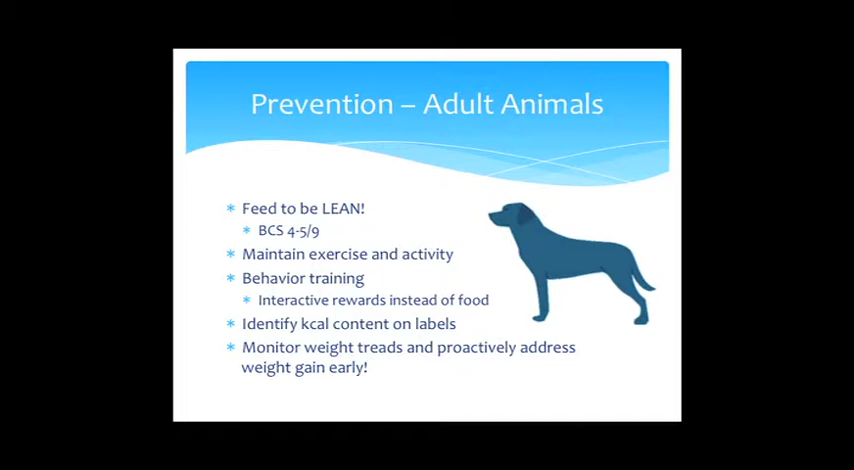 Prevention – Adult Animals
* Feed to be LEAN!
* BCS 4-5/9
* Maintain exercise and activity
* Behavior training
* Interactive rewards instead of food
* Identify kcal content on labels
* Monitor weight treads and proactively address
weight gain early!